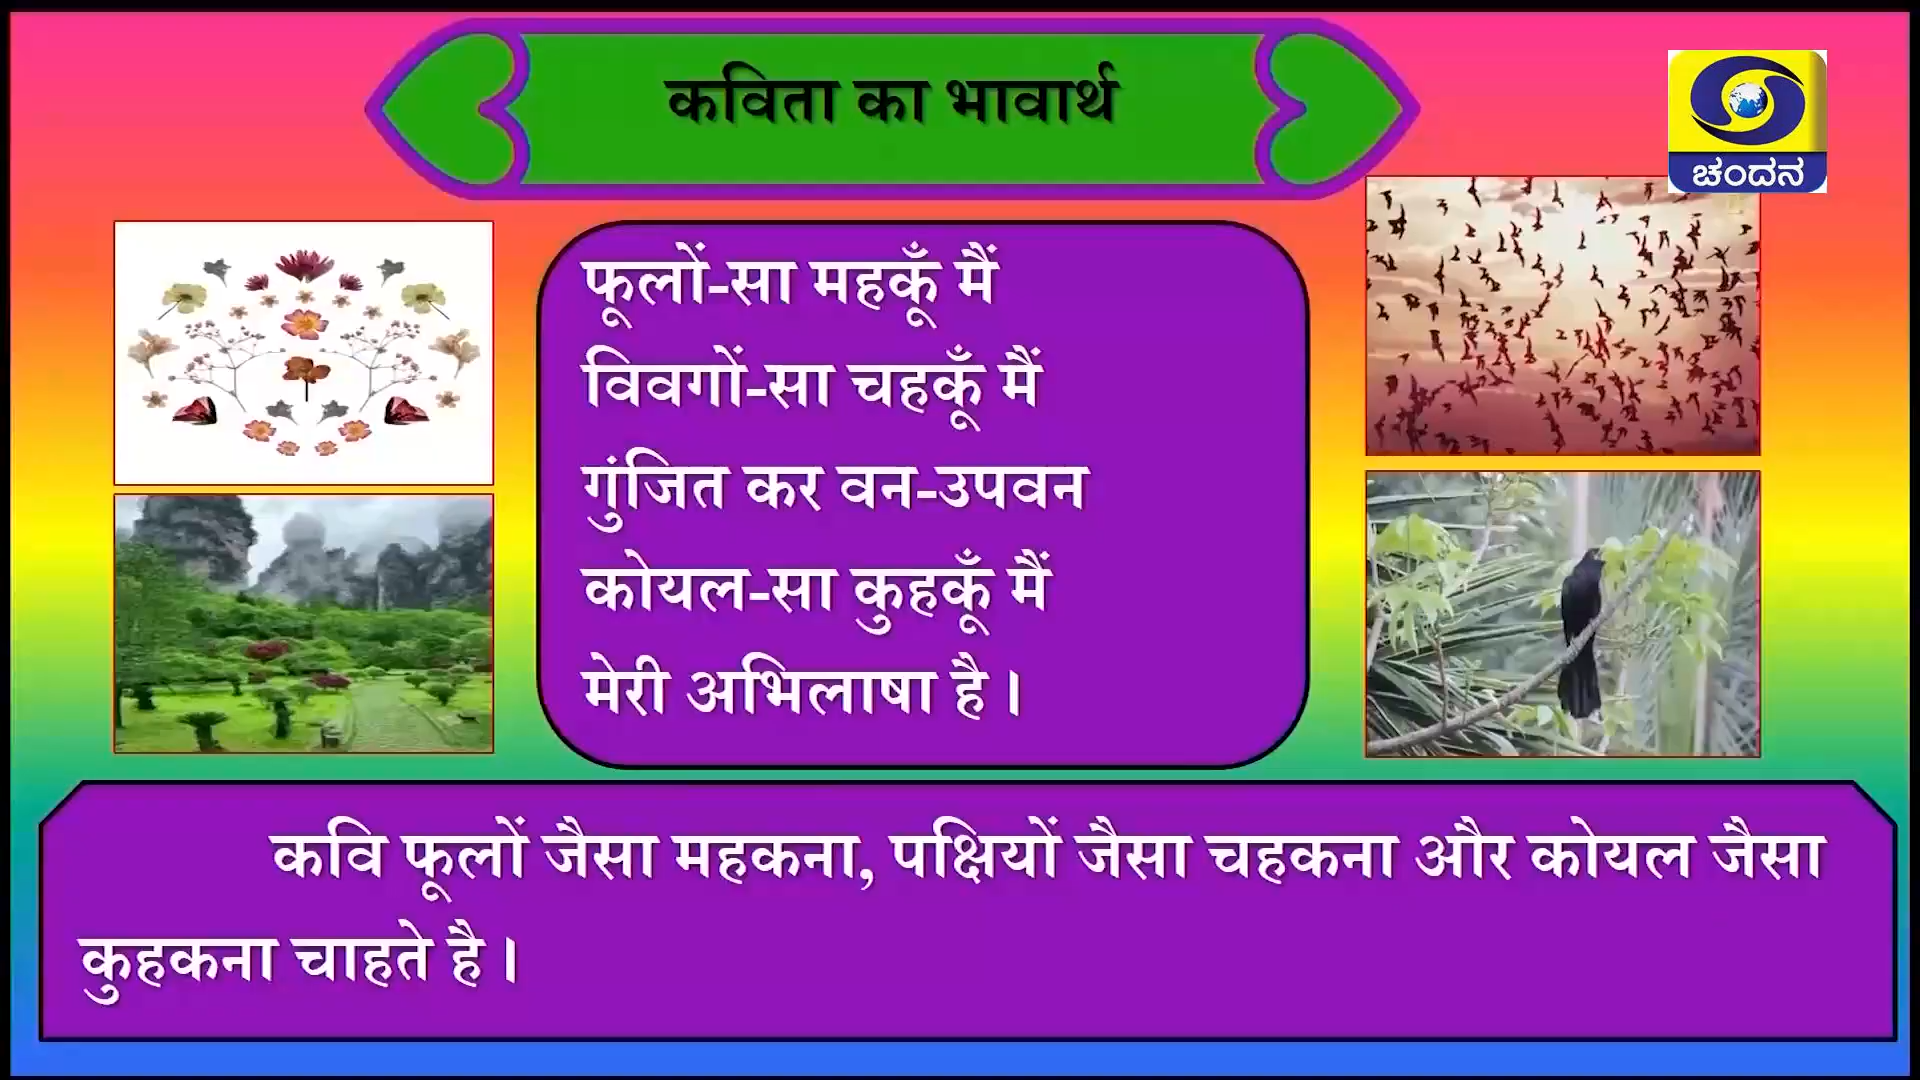 कविता का भावार्थ
ಚಂದನ
फूलों-सा महकूँ मैं
विवगों-सा चहकूँ मैं
गुंजित कर वन-उपवन
कोयल-सा कुहकूँ मैं
मेरी अभिलाषा है।
कवि फूलों जैसा महकना, पक्षियों जैसा चहकना और कोयल जैसा
कुहकना चाहते है।